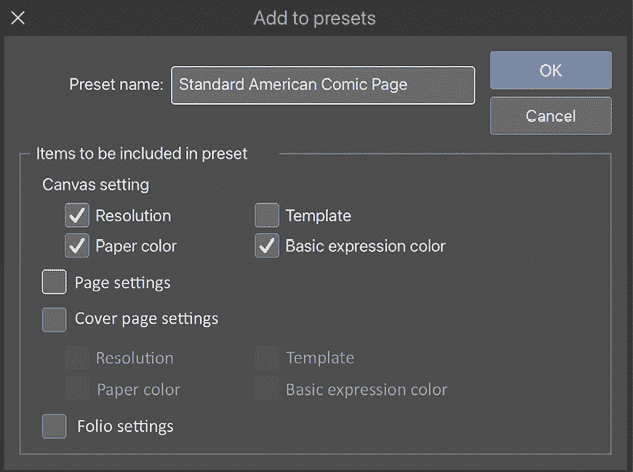 Add to presets
Preset name: Standard American Comic Page
OK
Cancel
Items to be included in preset
Canvas setting
Resolution Template
Paper color Basic expression color
Page settings
Cover page settings
Resolution Template
Paper color Basic expression color
Folio settings